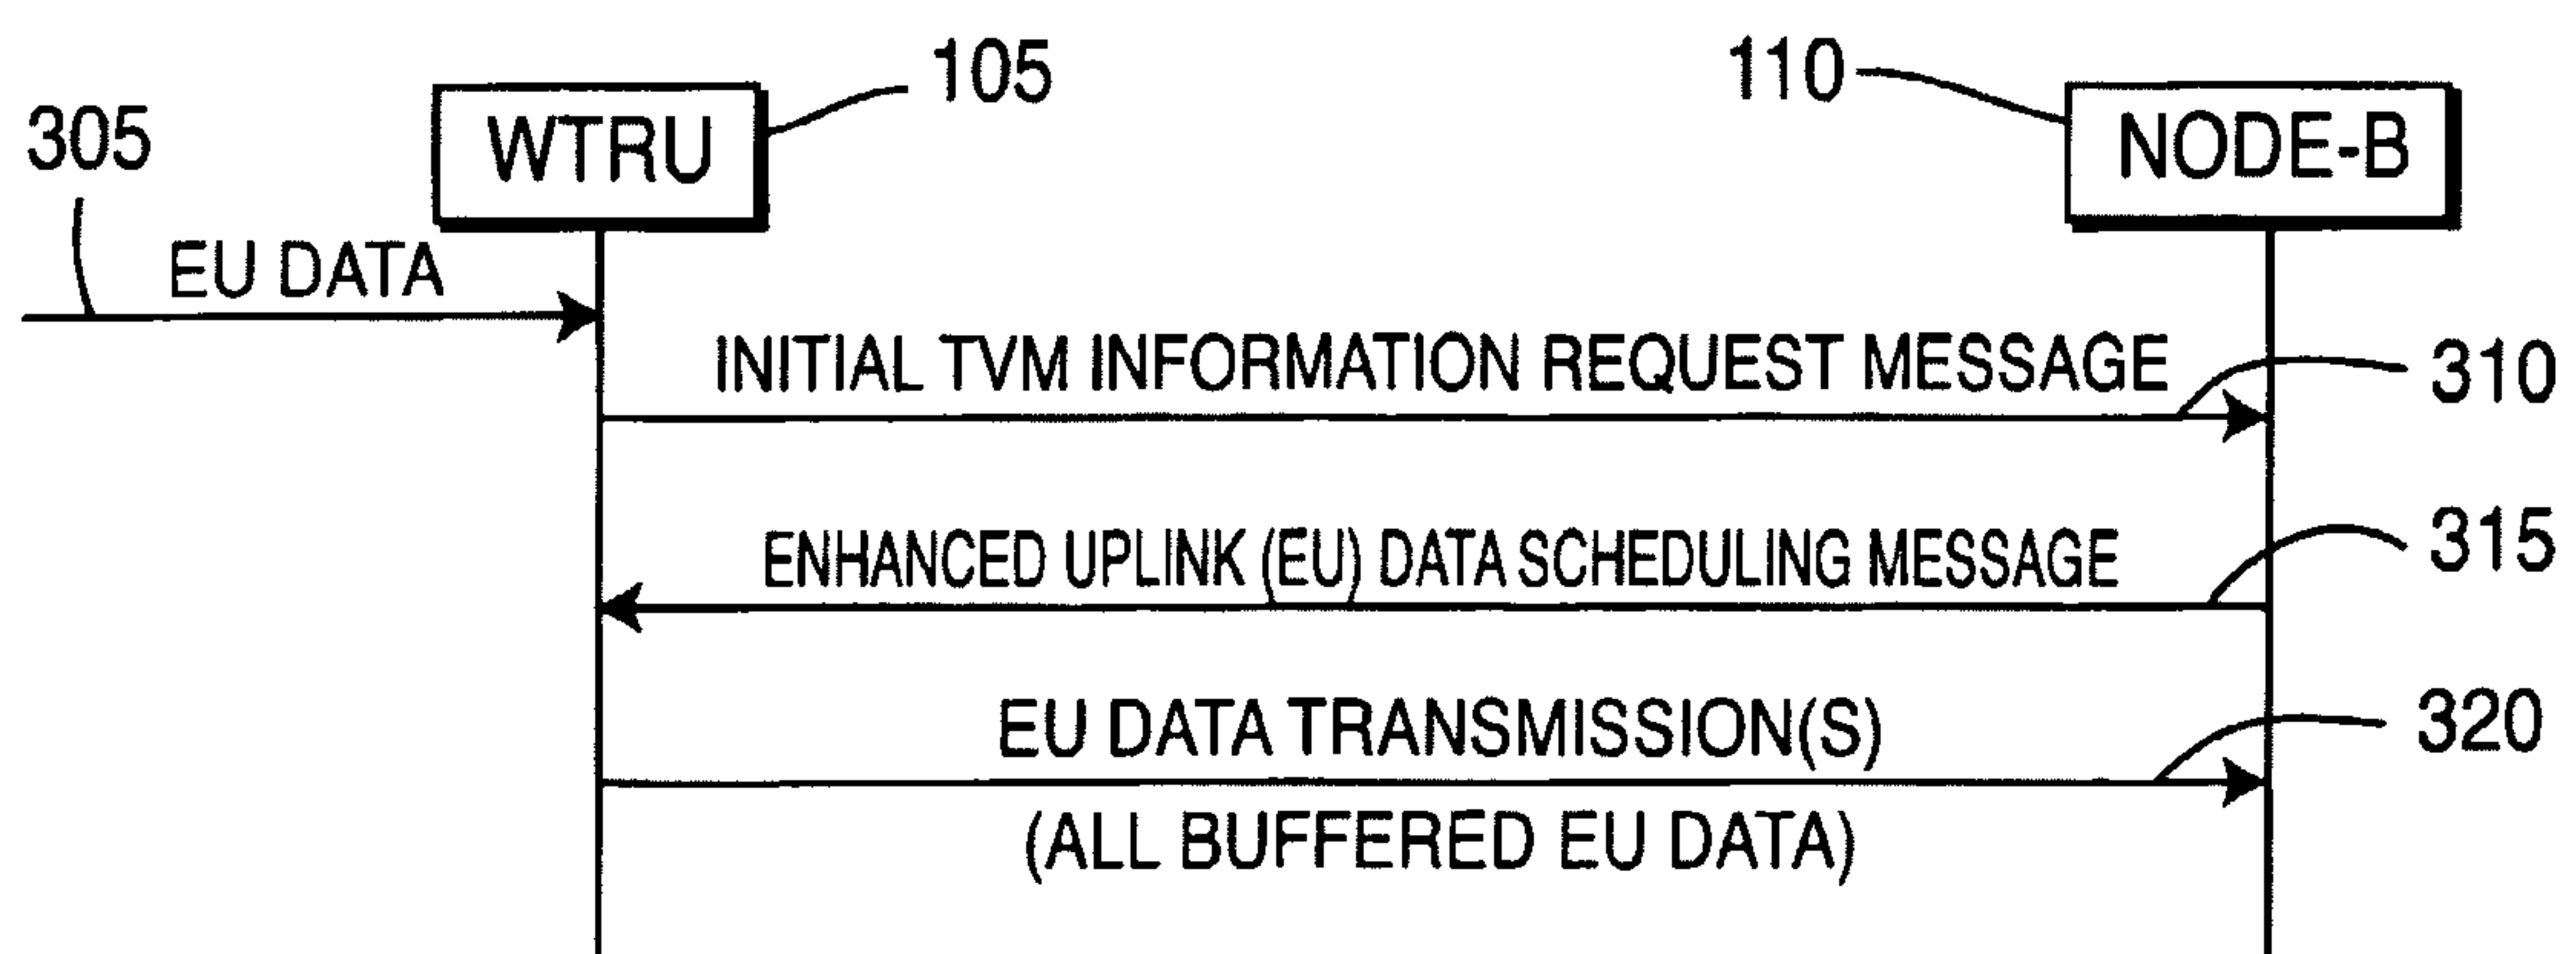 105
110
305
WTRU
NODE-B
EU DATA
INITIAL TVM INFORMATION REQUEST MESSAGE
310
ENHANCED UPLINK (EU) DATA SCHEDULING MESSAGE
315
EU DATA TRANSMISSION(S)
320
(ALL BUFFERED EU DATA)